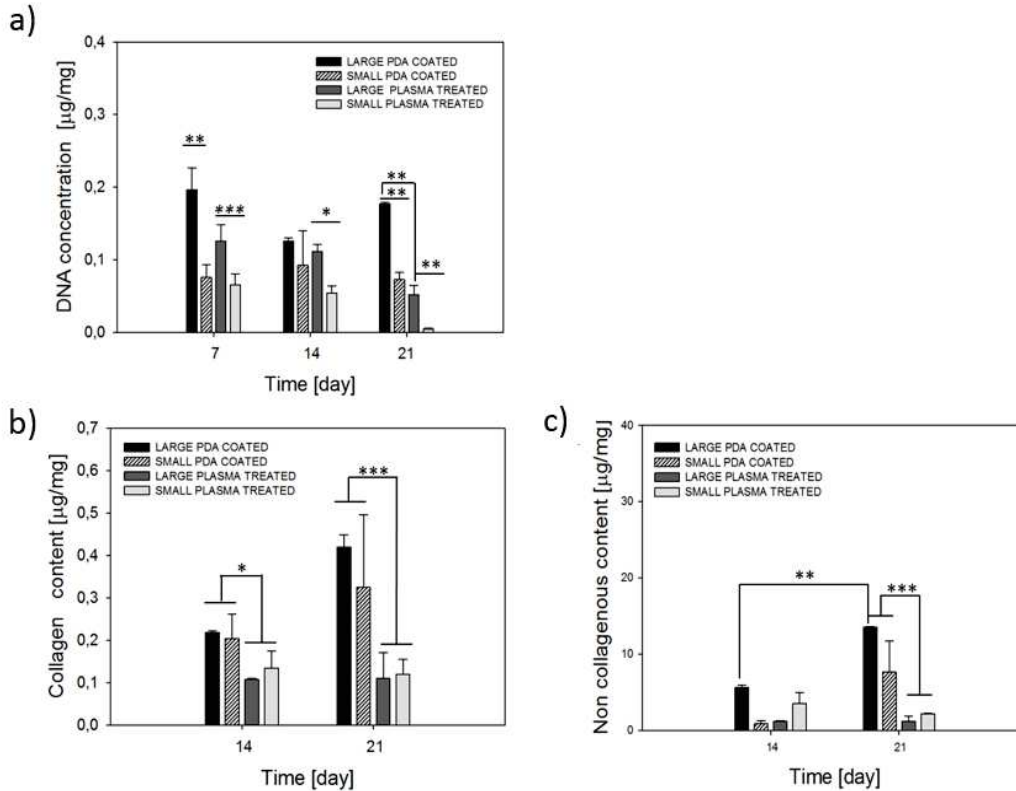 a)
DNA concentration [μg/mg]
0,4
0,3
0,2
0,1
0,0
LARGE PDA COATED
SMALL PDA COATED
LARGE PLASMA TREATED
SMALL PLASMA TREATED
**
***
*
**
**
**
7 14 21
Time [day]
b)
Collagen content [μg/mg]
0,7
0,6
0,5
0,4
0,3
0,2
0,1
0,0
LARGE PDA COATED
SMALL PDA COATED
LARGE PLASMA TREATED
SMALL PLASMA TREATED
*
***
14 21
Time [day]
c)
Non collagenous content [μg/mg]
40
30
20
10
0
LARGE PDA COATED
SMALL PDA COATED
LARGE PLASMA TREATED
SMALL PLASMA TREATED
**
***
14 21
Time [day]